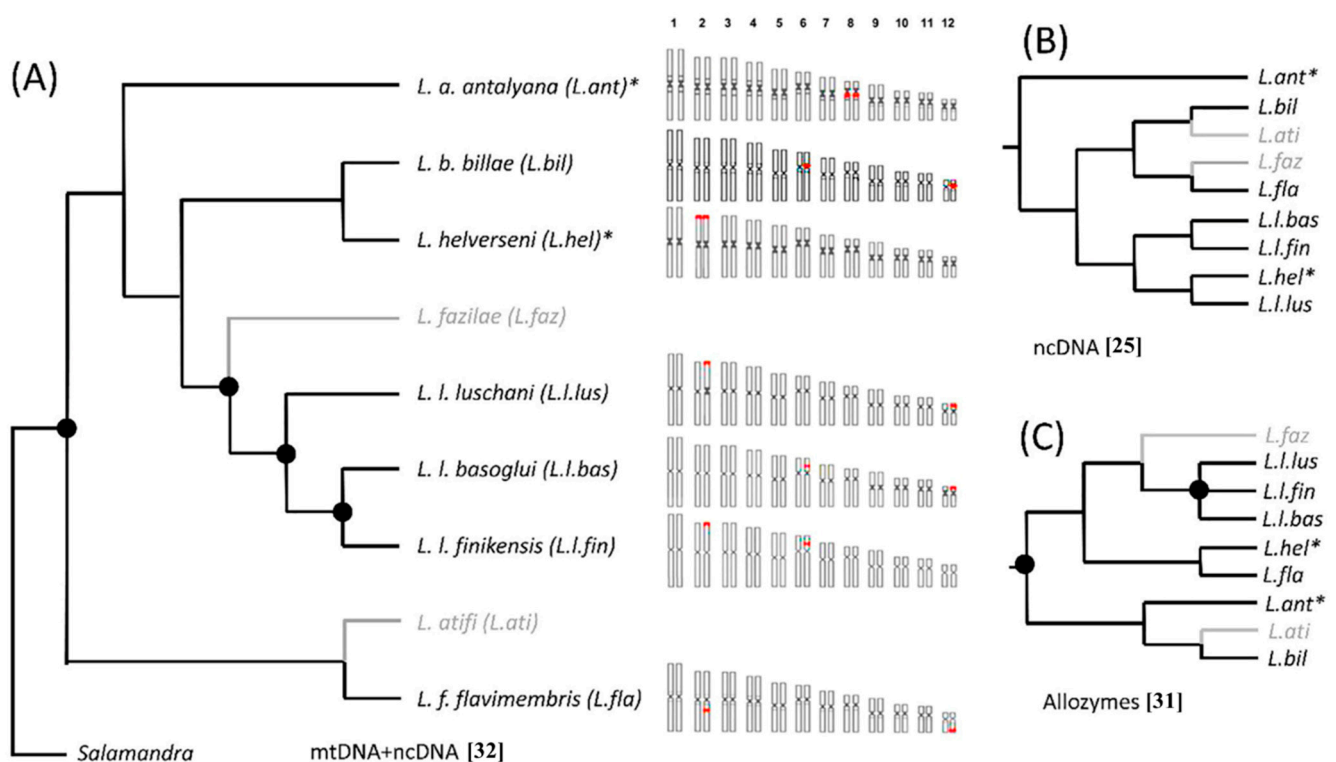 1 2 3 4 5 6 7 8 9 10 11 12
(A)
L. a. antalyana (L.ant)*
L. b. billae (L.bil)
L. helverseni (L.hel)*
L. fazilae (L.faz)
L. l. luschani (L.l.lus)
L. l. basoglui (L.l.bas)
L. l. finikensis (L.l.fin)
L. atifi (L.ati)
L. f. flavimembris (L.fla)
Salamandra
mtDNA+ncDNA [32]
(B)
L.ant*
L.bil
L.ati
L.faz
L.fla
L.l.bas
L.l.fin
L.hel*
L.l.lus
ncDNA [25]
(C)
L.faz
L.l.lus
L.l.fin
L.l.bas
L.hel*
L.fla
L.ant*
L.ati
L.bil
Allozymes [31]